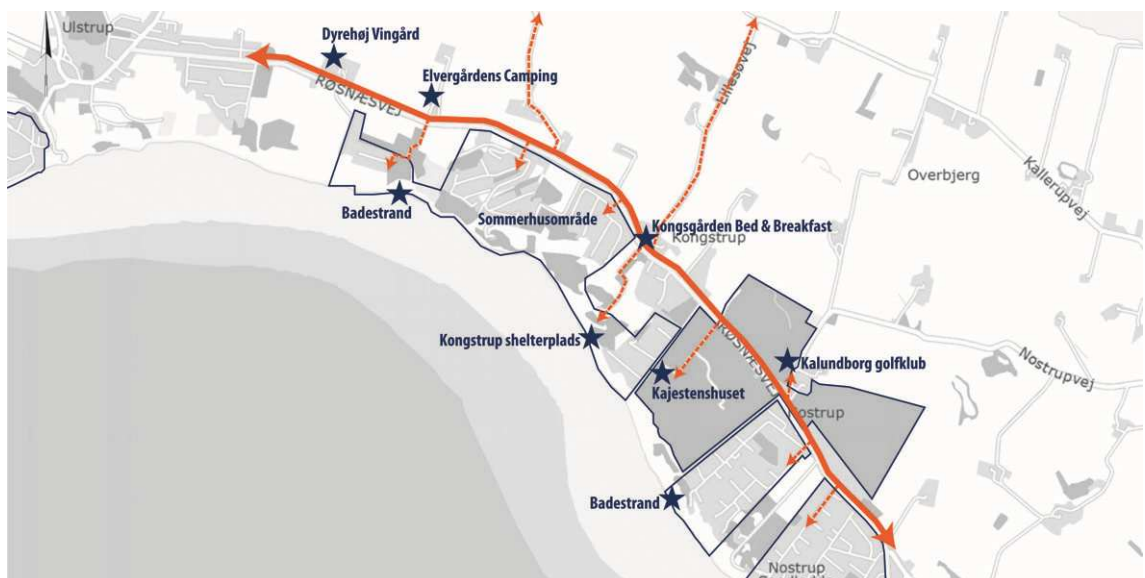 Ulstrup
Dyrehøj Vingård
Elvergårdens Camping
RØSNÆSVEJ
Lillesøvej
Kallerupvej
Overbjerg
Badestrand
Sommerhusområde
Kongsgården Bed & Breakfast
Kongstrup
Kongstrup shelterplads
RØSNÆSVEJ
Kalundborg golfklub
Nostrupvej
Kajestenshuset
Nostrup
Badestrand
Nostrup